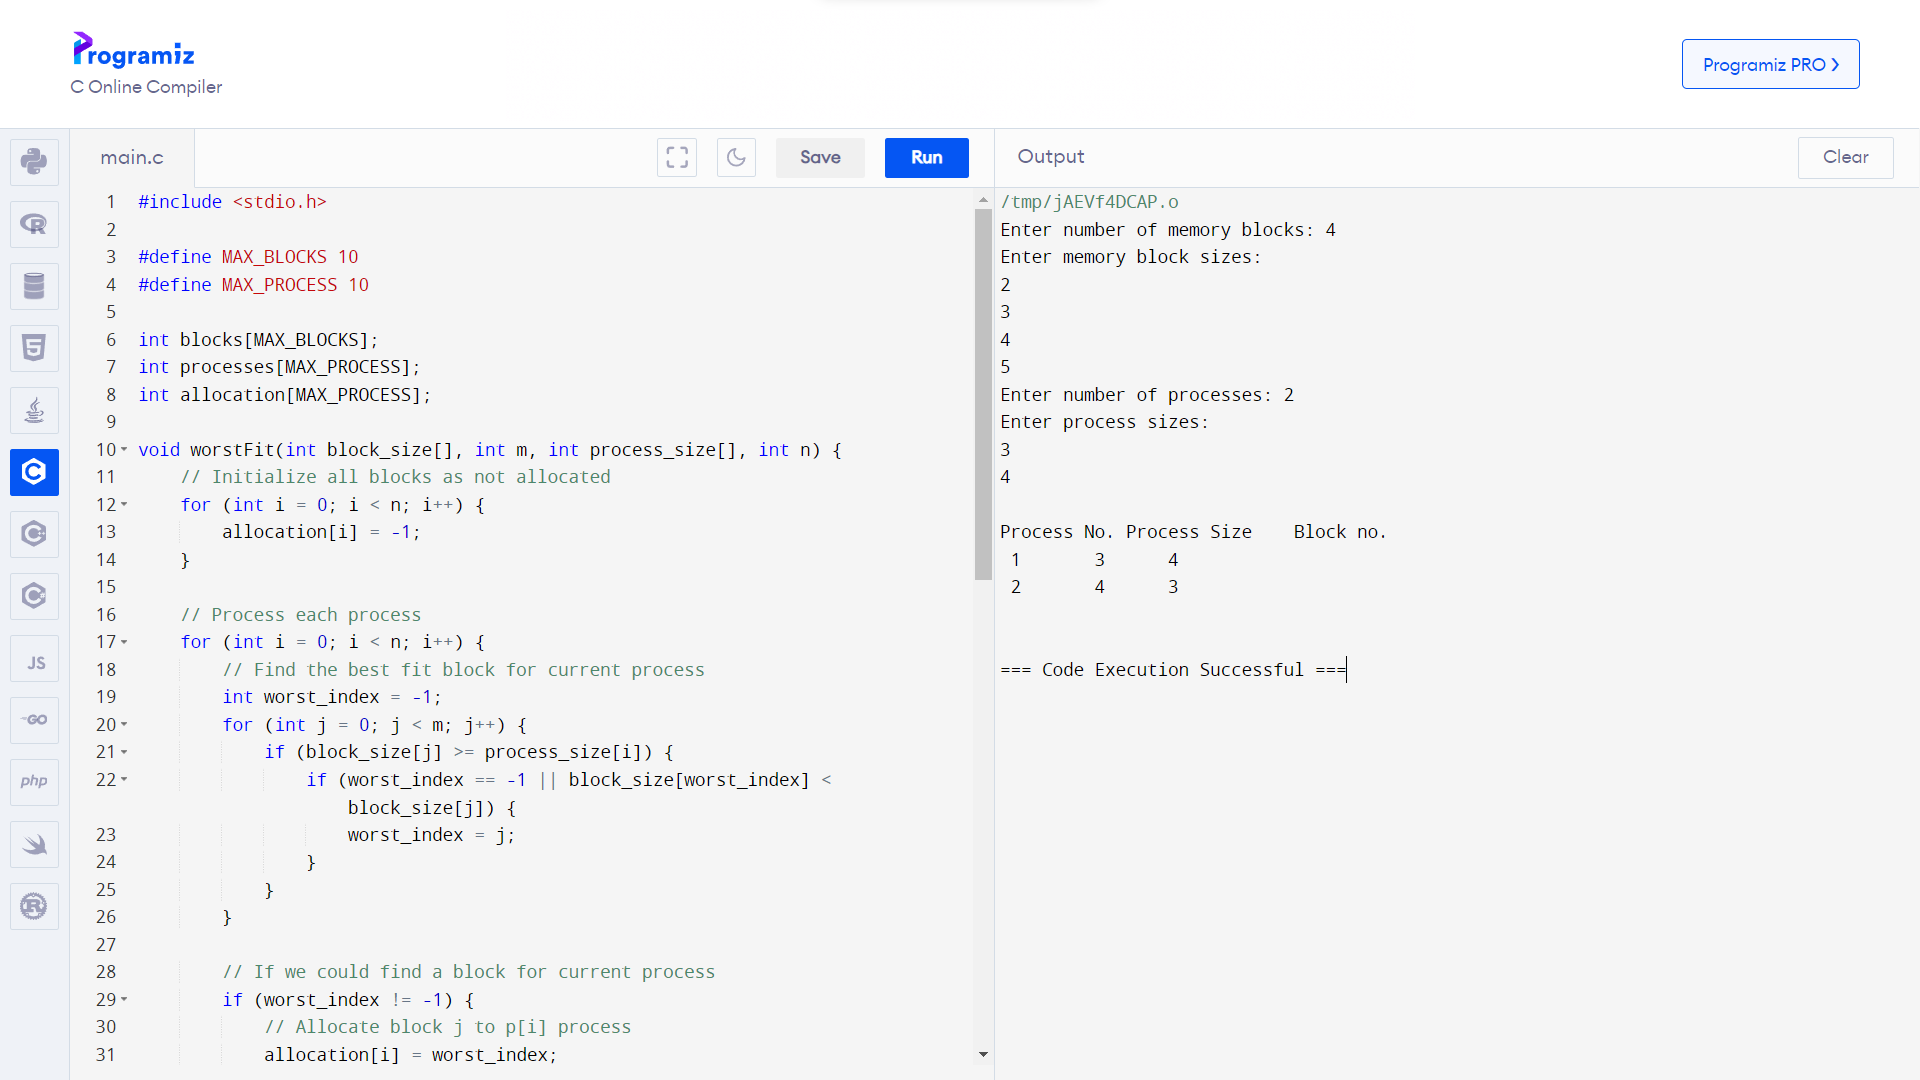 Programiz
C Online Compiler
Programiz PRO
main.c
Save
Run
Output
Clear
1 #include <stdio.h>
2
3 #define MAX_BLOCKS 10
4 #define MAX_PROCESS 10
5
6 int blocks[MAX_BLOCKS];
7 int processes[MAX_PROCESS];
8 int allocation[MAX_PROCESS];
9
10 void worstFit(int block_size[], int m, int process_size[], int n) {
11 // Initialize all blocks as not allocated
12 for (int i = 0; i < n; i++) {
13 allocation[i] = -1;
14 }
15
16 // Process each process
17 for (int i = 0; i < n; i++) {
18 // Find the best fit block for current process
19 int worst_index = -1;
20 for (int j = 0; j < m; j++) {
21 if (block_size[j] >= process_size[i]) {
22 if (worst_index == -1 || block_size[worst_index] <
block_size[j]) {
23 worst_index = j;
24 }
25 }
26 }
27
28 // If we could find a block for current process
29 if (worst_index != -1) {
30 // Allocate block j to p[i] process
31 allocation[i] = worst_index;
/tmp/jAEVf4DCAP.o
Enter number of memory blocks: 4
Enter memory block sizes:
2
3
4
5
Enter number of processes: 2
Enter process sizes:
3
4
Process No. Process Size Block no.
1 3 4
2 4 3
=== Code Execution Successful ===
R
5
C
C
C
JS
GO
php
R